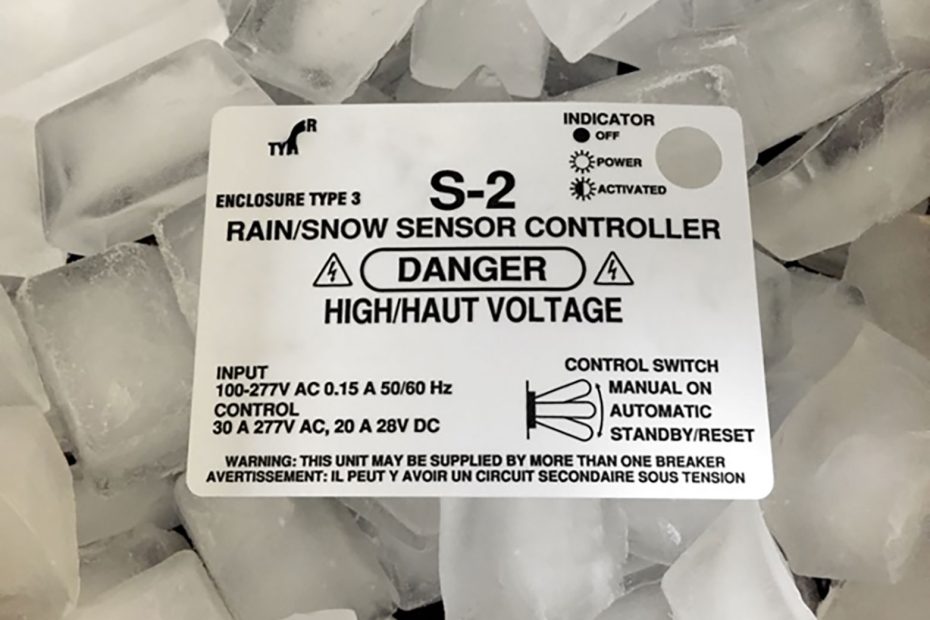 TYR R
INDICATOR
OFF
POWER
ACTIVATED
ENCLOSURE TYPE 3
S-2
RAIN/SNOW SENSOR CONTROLLER
DANGER
HIGH/HAUT VOLTAGE
INPUT
100-277V AC 0.15 A 50/60 Hz
CONTROL
30 A 277V AC, 20 A 28V DC
CONTROL SWITCH
MANUAL ON
AUTOMATIC
STANDBY/RESET
WARNING: THIS UNIT MAY BE SUPPLIED BY MORE THAN ONE BREAKER
AVERTISSEMENT: IL PEUT Y AVOIR UN CIRCUIT SECONDAIRE SOUS TENSION